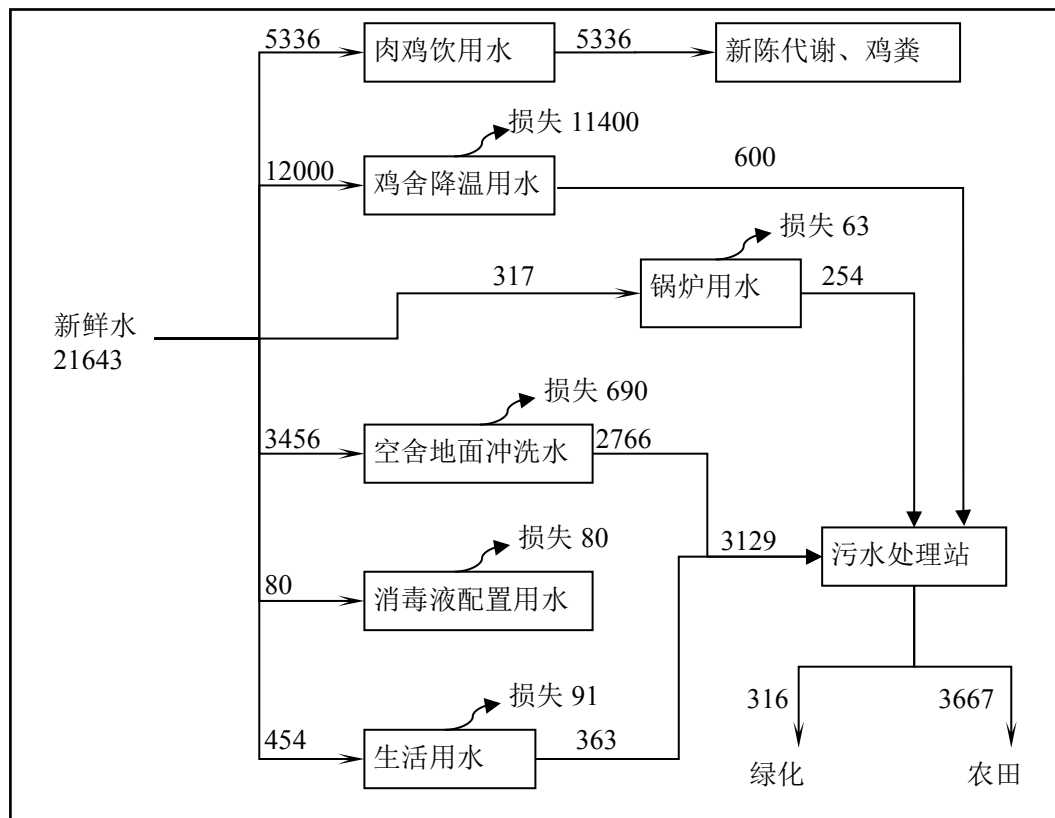 5336
肉鸡饮用水
5336
新陈代谢、鸡粪
损失 11400
12000
鸡舍降温用水
600
损失 63
317
锅炉用水
254
新鲜水
21643
损失 690
3456
空舍地面冲洗水
2766
损失 80
3129
污水处理站
80
消毒液配置用水
损失 91
316
3667
454
生活用水
363
绿化
农田